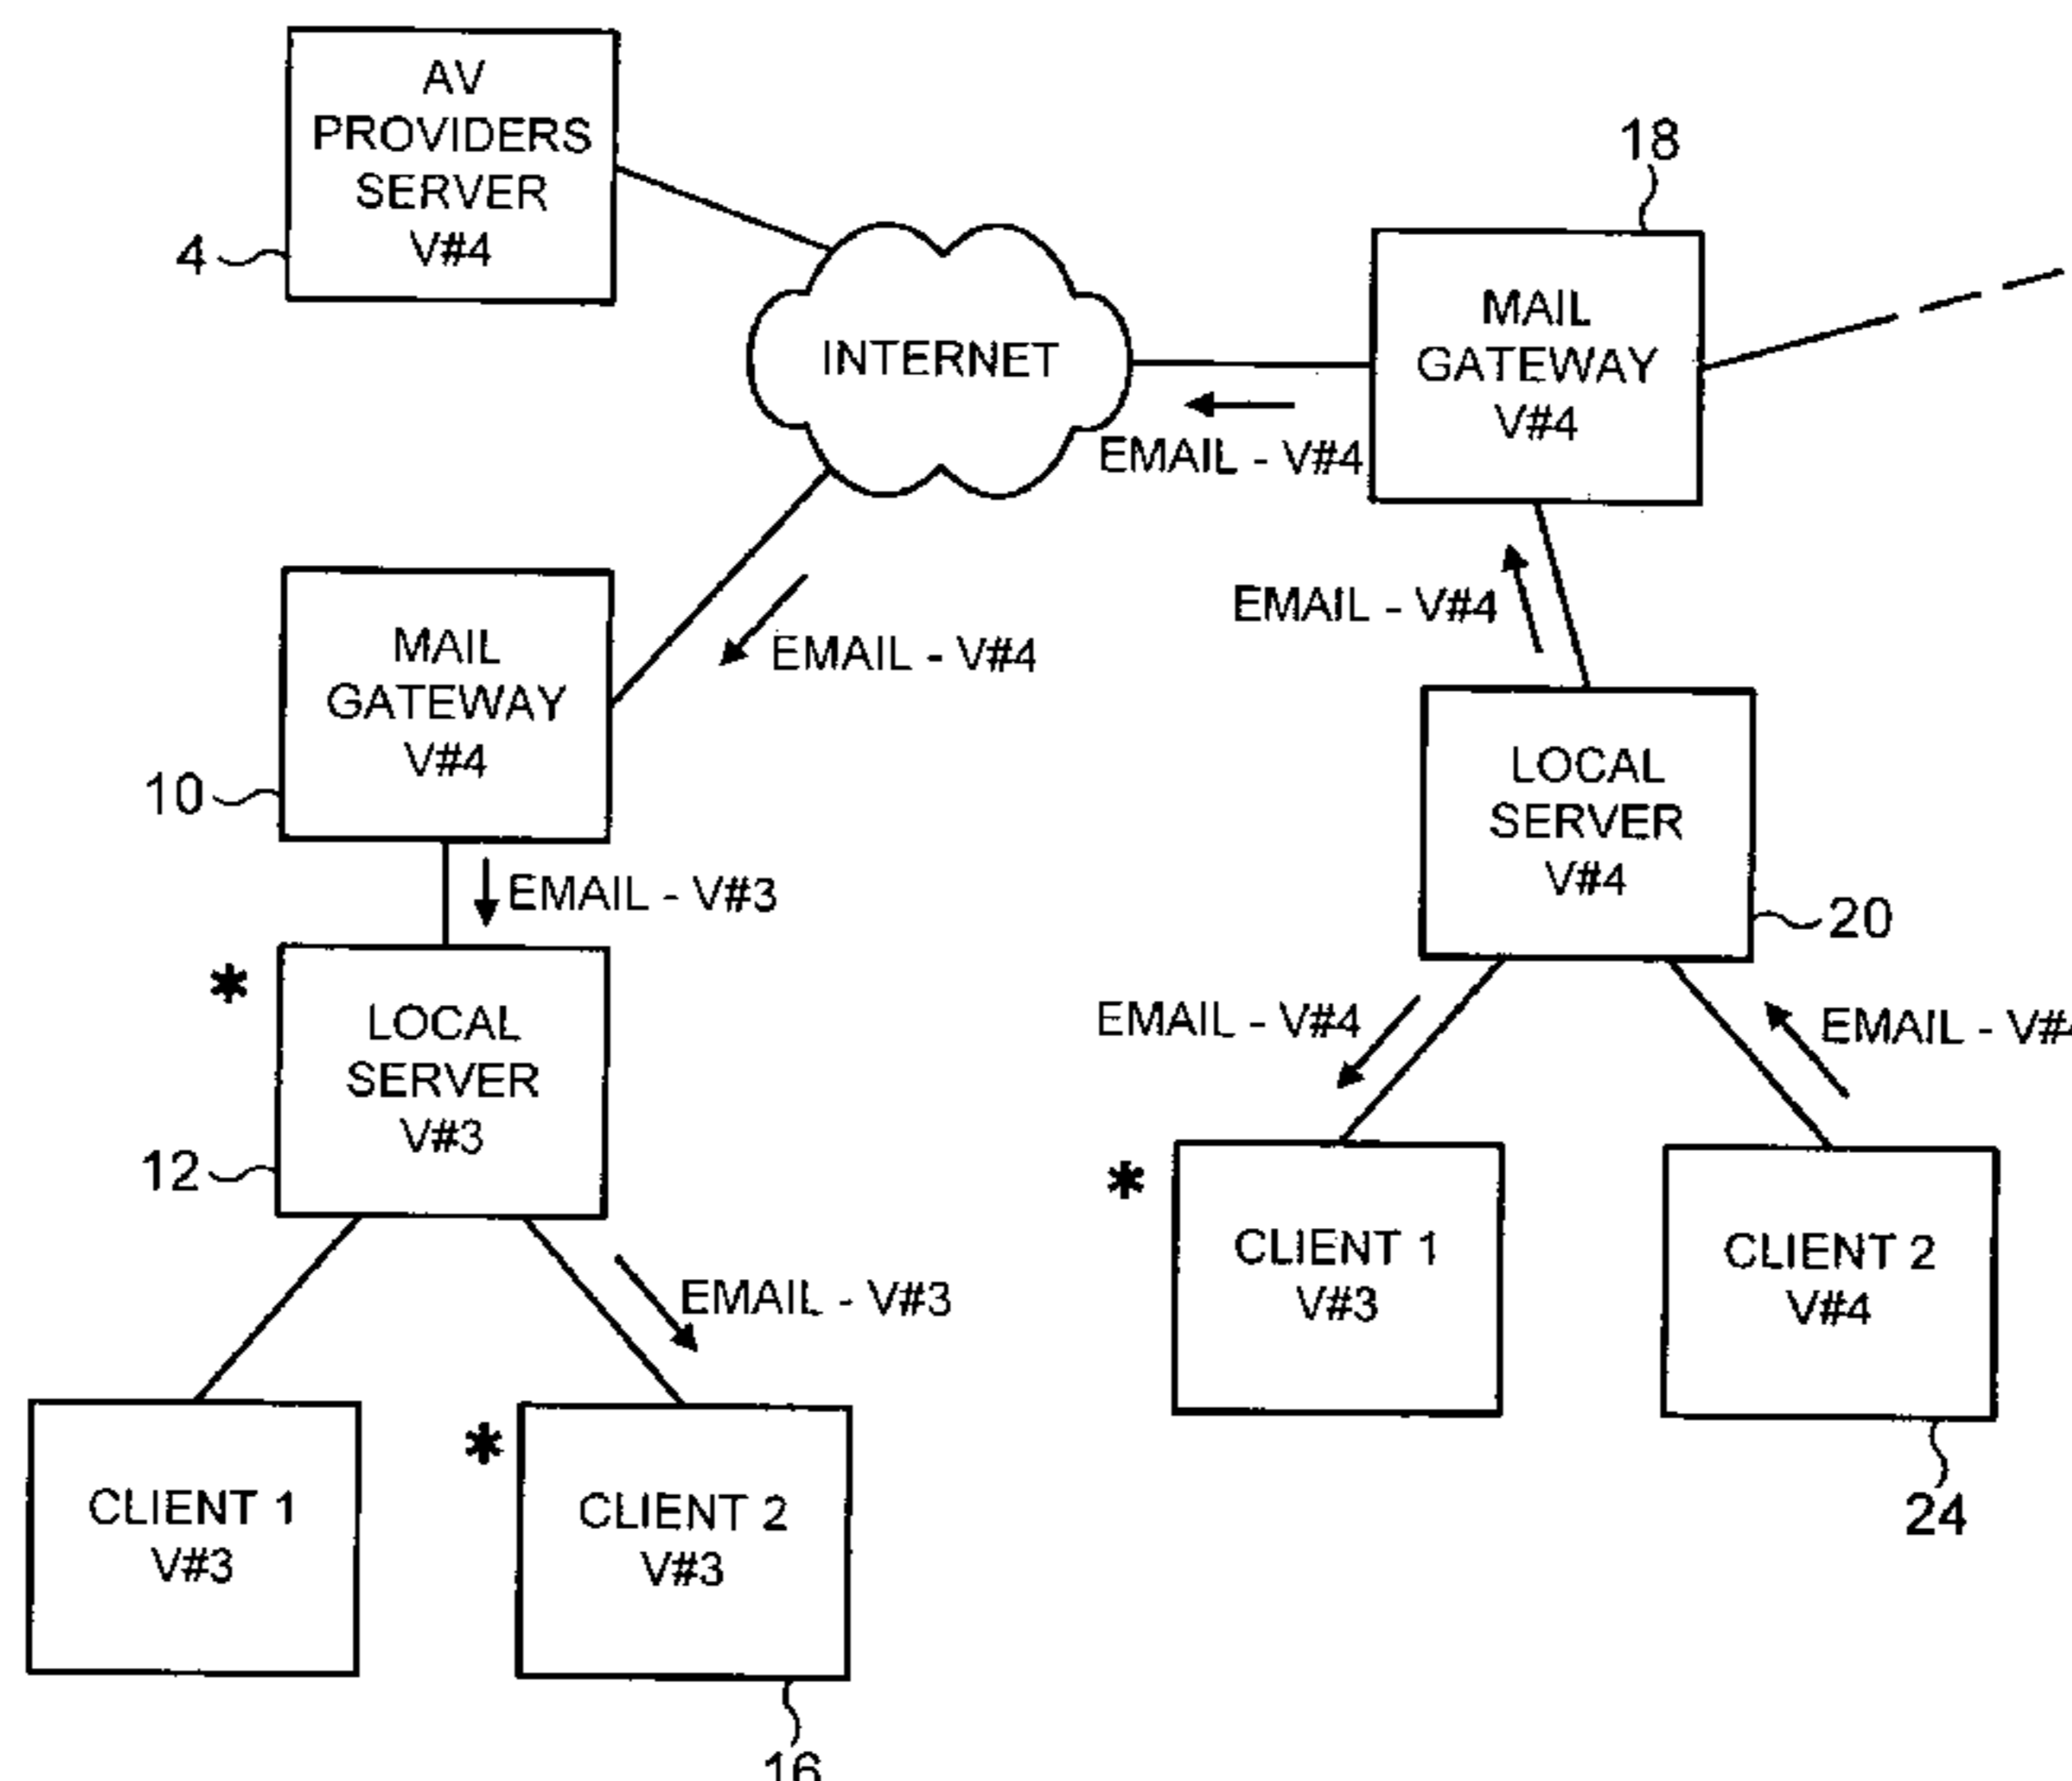 AV
PROVIDERS
SERVER
V#4
4
18
MAIL
GATEWAY
V#4
INTERNET
EMAIL - V#4
EMAIL - V#4
MAIL
GATEWAY
V#4
10
EMAIL - V#4
LOCAL
SERVER
V#4
20
EMAIL - V#3
*
LOCAL
SERVER
V#3
12
EMAIL - V#4
EMAIL - V#4
*
CLIENT 1
V#3
CLIENT 2
V#4
24
EMAIL - V#3
CLIENT 1
V#3
*
CLIENT 2
V#3
16